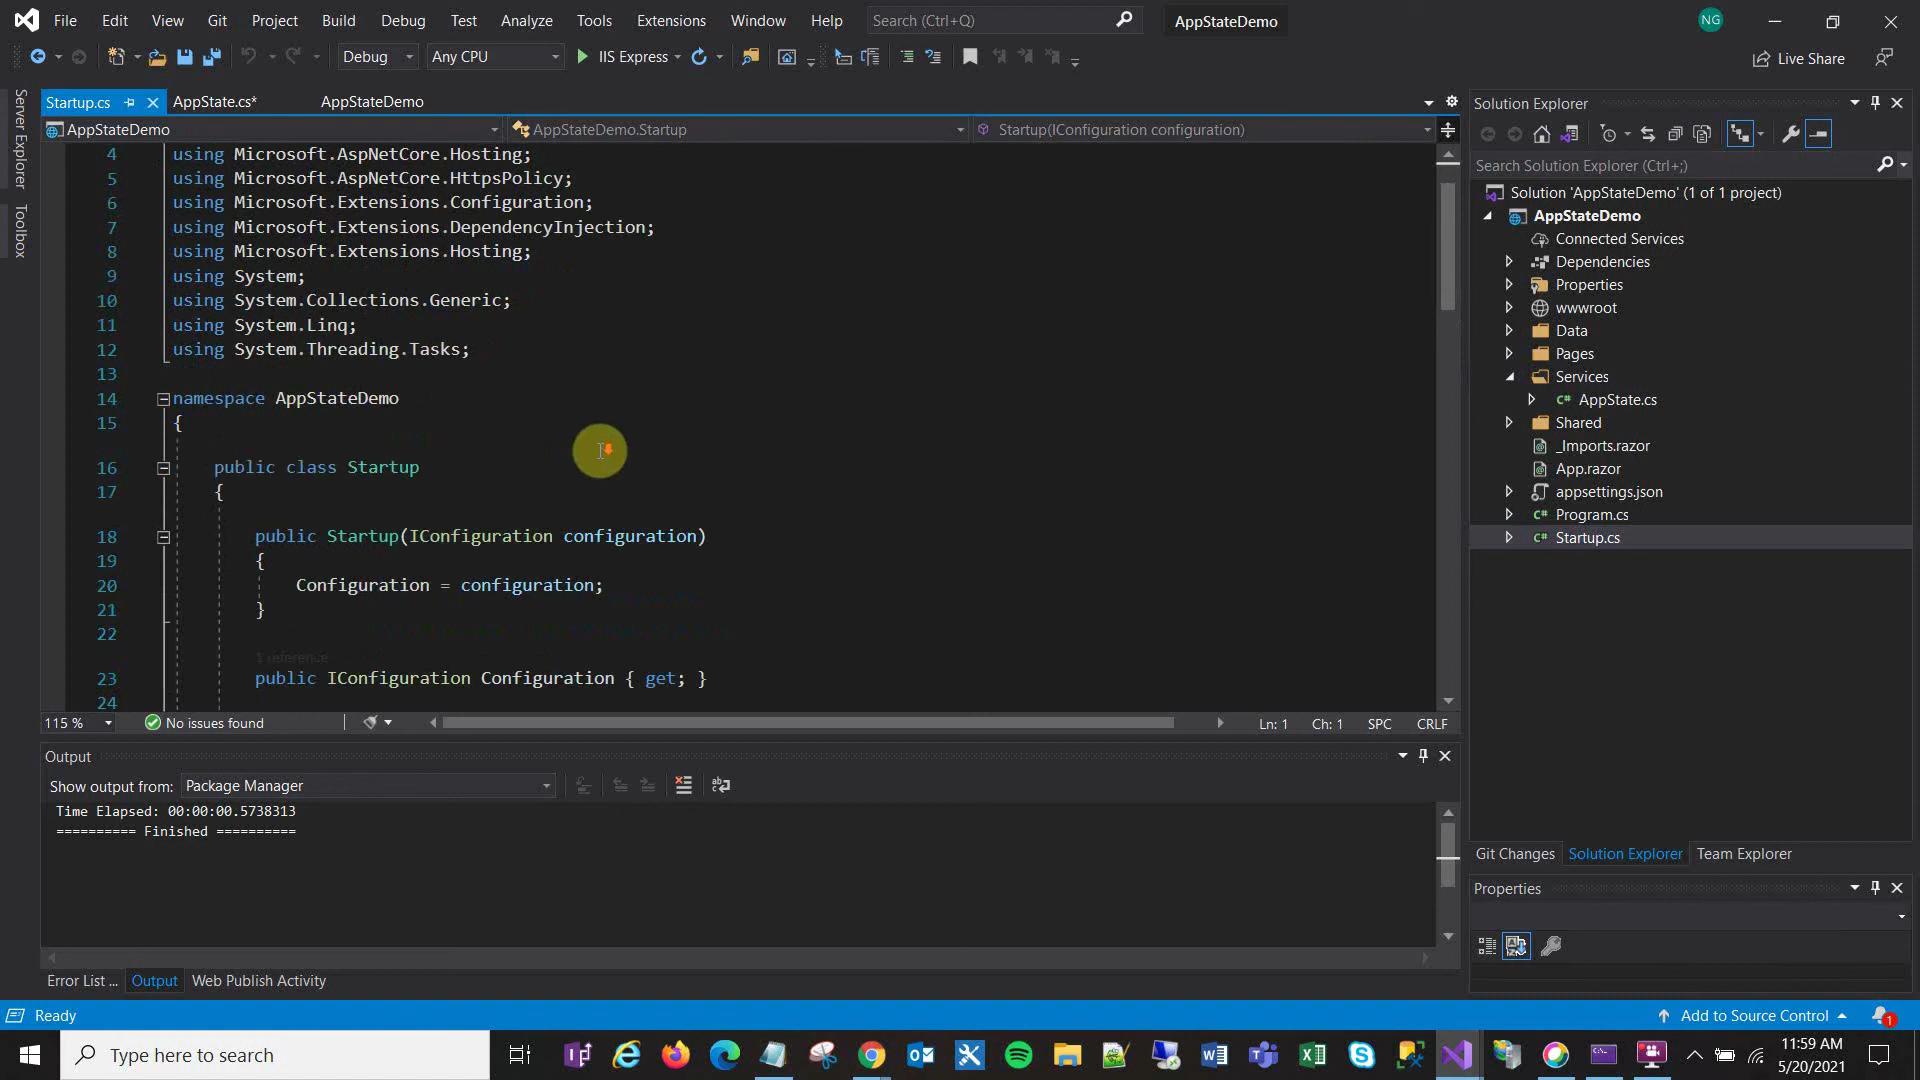 File Edit View Git Project Build Debug Test Analyze Tools Extensions Window Help Search (Ctrl+Q) AppStateDemo NG
Debug Any CPU IIS Express Live Share
Server Explorer
Toolbox
Startup.cs AppState.cs* AppStateDemo
AppStateDemo AppStateDemo.Startup Startup(IConfiguration configuration)
4 using Microsoft.AspNetCore.Hosting;
5 using Microsoft.AspNetCore.HttpsPolicy;
6 using Microsoft.Extensions.Configuration;
7 using Microsoft.Extensions.DependencyInjection;
8 using Microsoft.Extensions.Hosting;
9 using System;
10 using System.Collections.Generic;
11 using System.Linq;
12 using System.Threading.Tasks;
13
14 namespace AppStateDemo
15 {
16 public class Startup
17 {
18 public Startup(IConfiguration configuration)
19 {
20 Configuration = configuration;
21 }
22
1 reference
23 public IConfiguration Configuration { get; }
24
115 % No issues found Ln: 1 Ch: 1 SPC CRLF
Output
Show output from: Package Manager
Time Elapsed: 00:00:00.5738313
========== Finished ==========
Error List ... Output Web Publish Activity
Solution Explorer
Search Solution Explorer (Ctrl+;)
Solution 'AppStateDemo' (1 of 1 project)
AppStateDemo
Connected Services
Dependencies
Properties
wwwroot
Data
Pages
Services
C# AppState.cs
Shared
_Imports.razor
App.razor
appsettings.json
C# Program.cs
C# Startup.cs
Git Changes Solution Explorer Team Explorer
Properties
Ready Add to Source Control 1
Type here to search
11:59 AM
5/20/2021